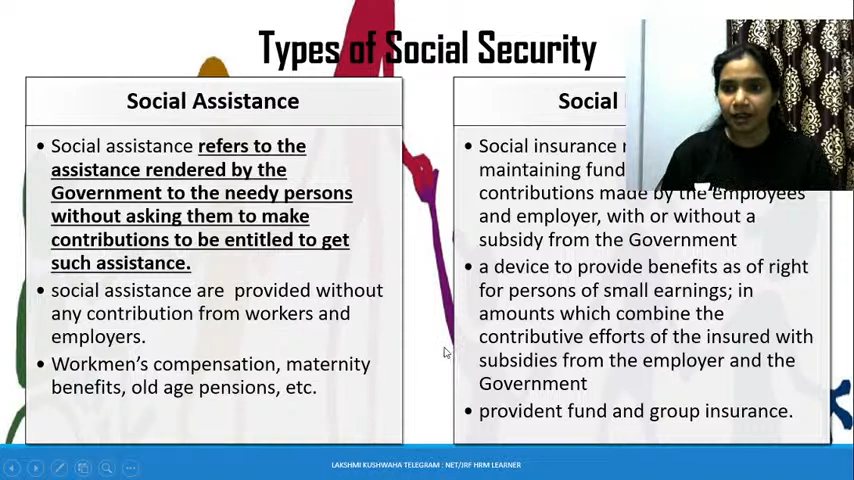 Types of Social Security
Social Assistance
• Social assistance refers to the
assistance rendered by the
Government to the needy persons
without asking them to make
contributions to be entitled to get
such assistance.
• social assistance are provided without
any contribution from workers and
employers.
• Workmen's compensation, maternity
benefits, old age pensions, etc.
Social
• Social insurance
maintaining fund
contributions made by the employees
and employer, with or without a
subsidy from the Government
• a device to provide benefits as of right
for persons of small earnings; in
amounts which combine the
contributive efforts of the insured with
subsidies from the employer and the
Government
• provident fund and group insurance.
LAKSHMI KUSHWAHA TELEGRAM : NET/JRF HRM LEARNER